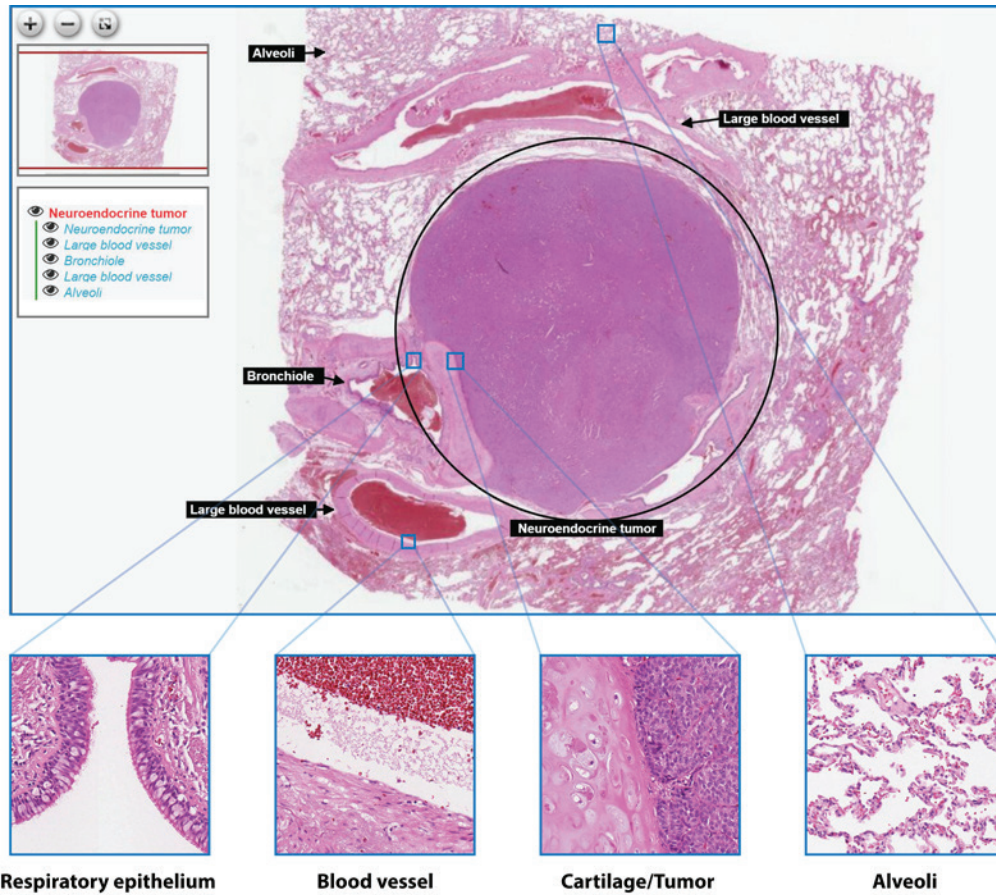 Alveoli
Large blood vessel
Neuroendocrine tumor
Neuroendocrine tumor
Large blood vessel
Bronchiole
Large blood vessel
Alveoli
Bronchiole
Large blood vessel
Neuroendocrine tumor
Respiratory epithelium
Blood vessel
Cartilage/Tumor
Alveoli